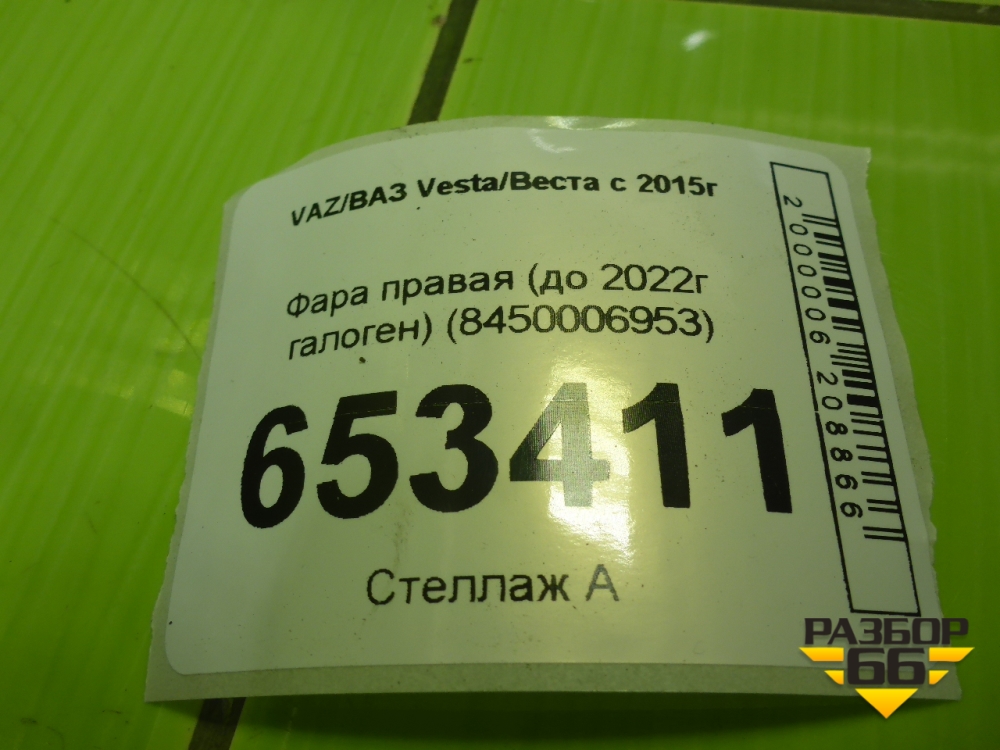 VAZ/ВАЗ Vesta/Веста с 2015г
Фара правая (до 2022г
галоген) (8450006953)
653411
Стеллаж А
2000006208866
РАЗБОР
66